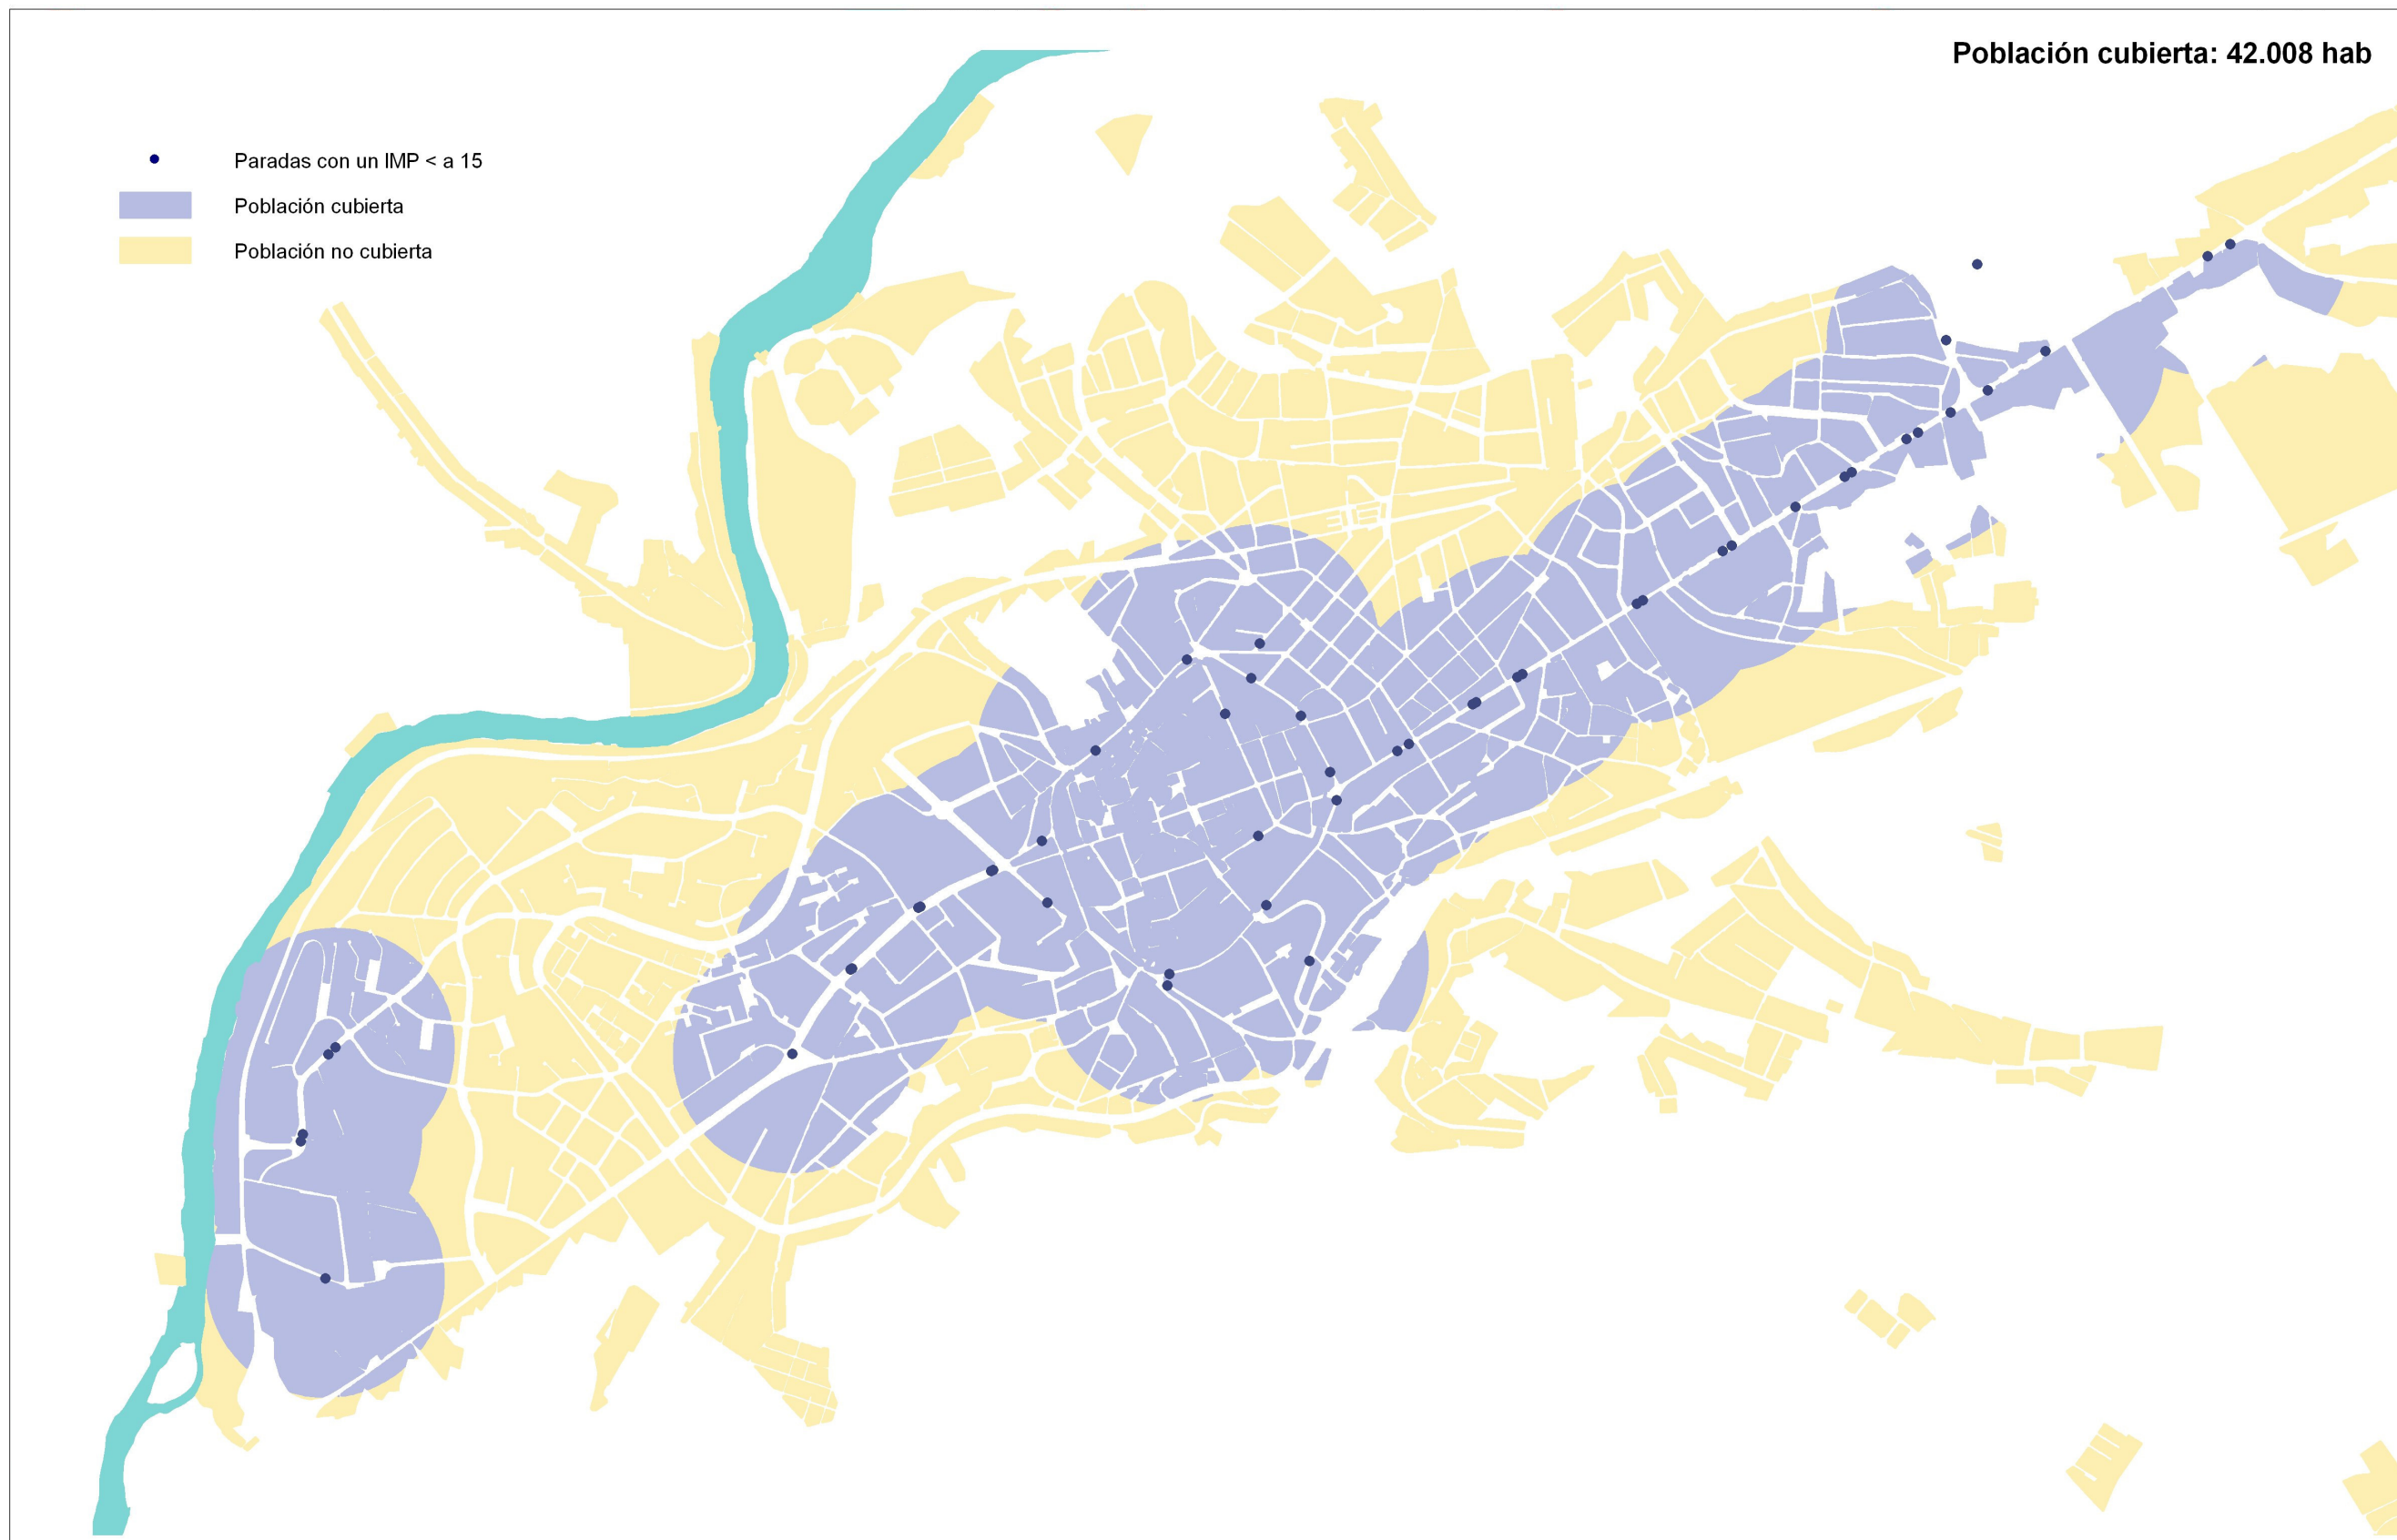 Población cubierta: 42.008 hab
Paradas con un IMP < a 15
Población cubierta
Población no cubierta